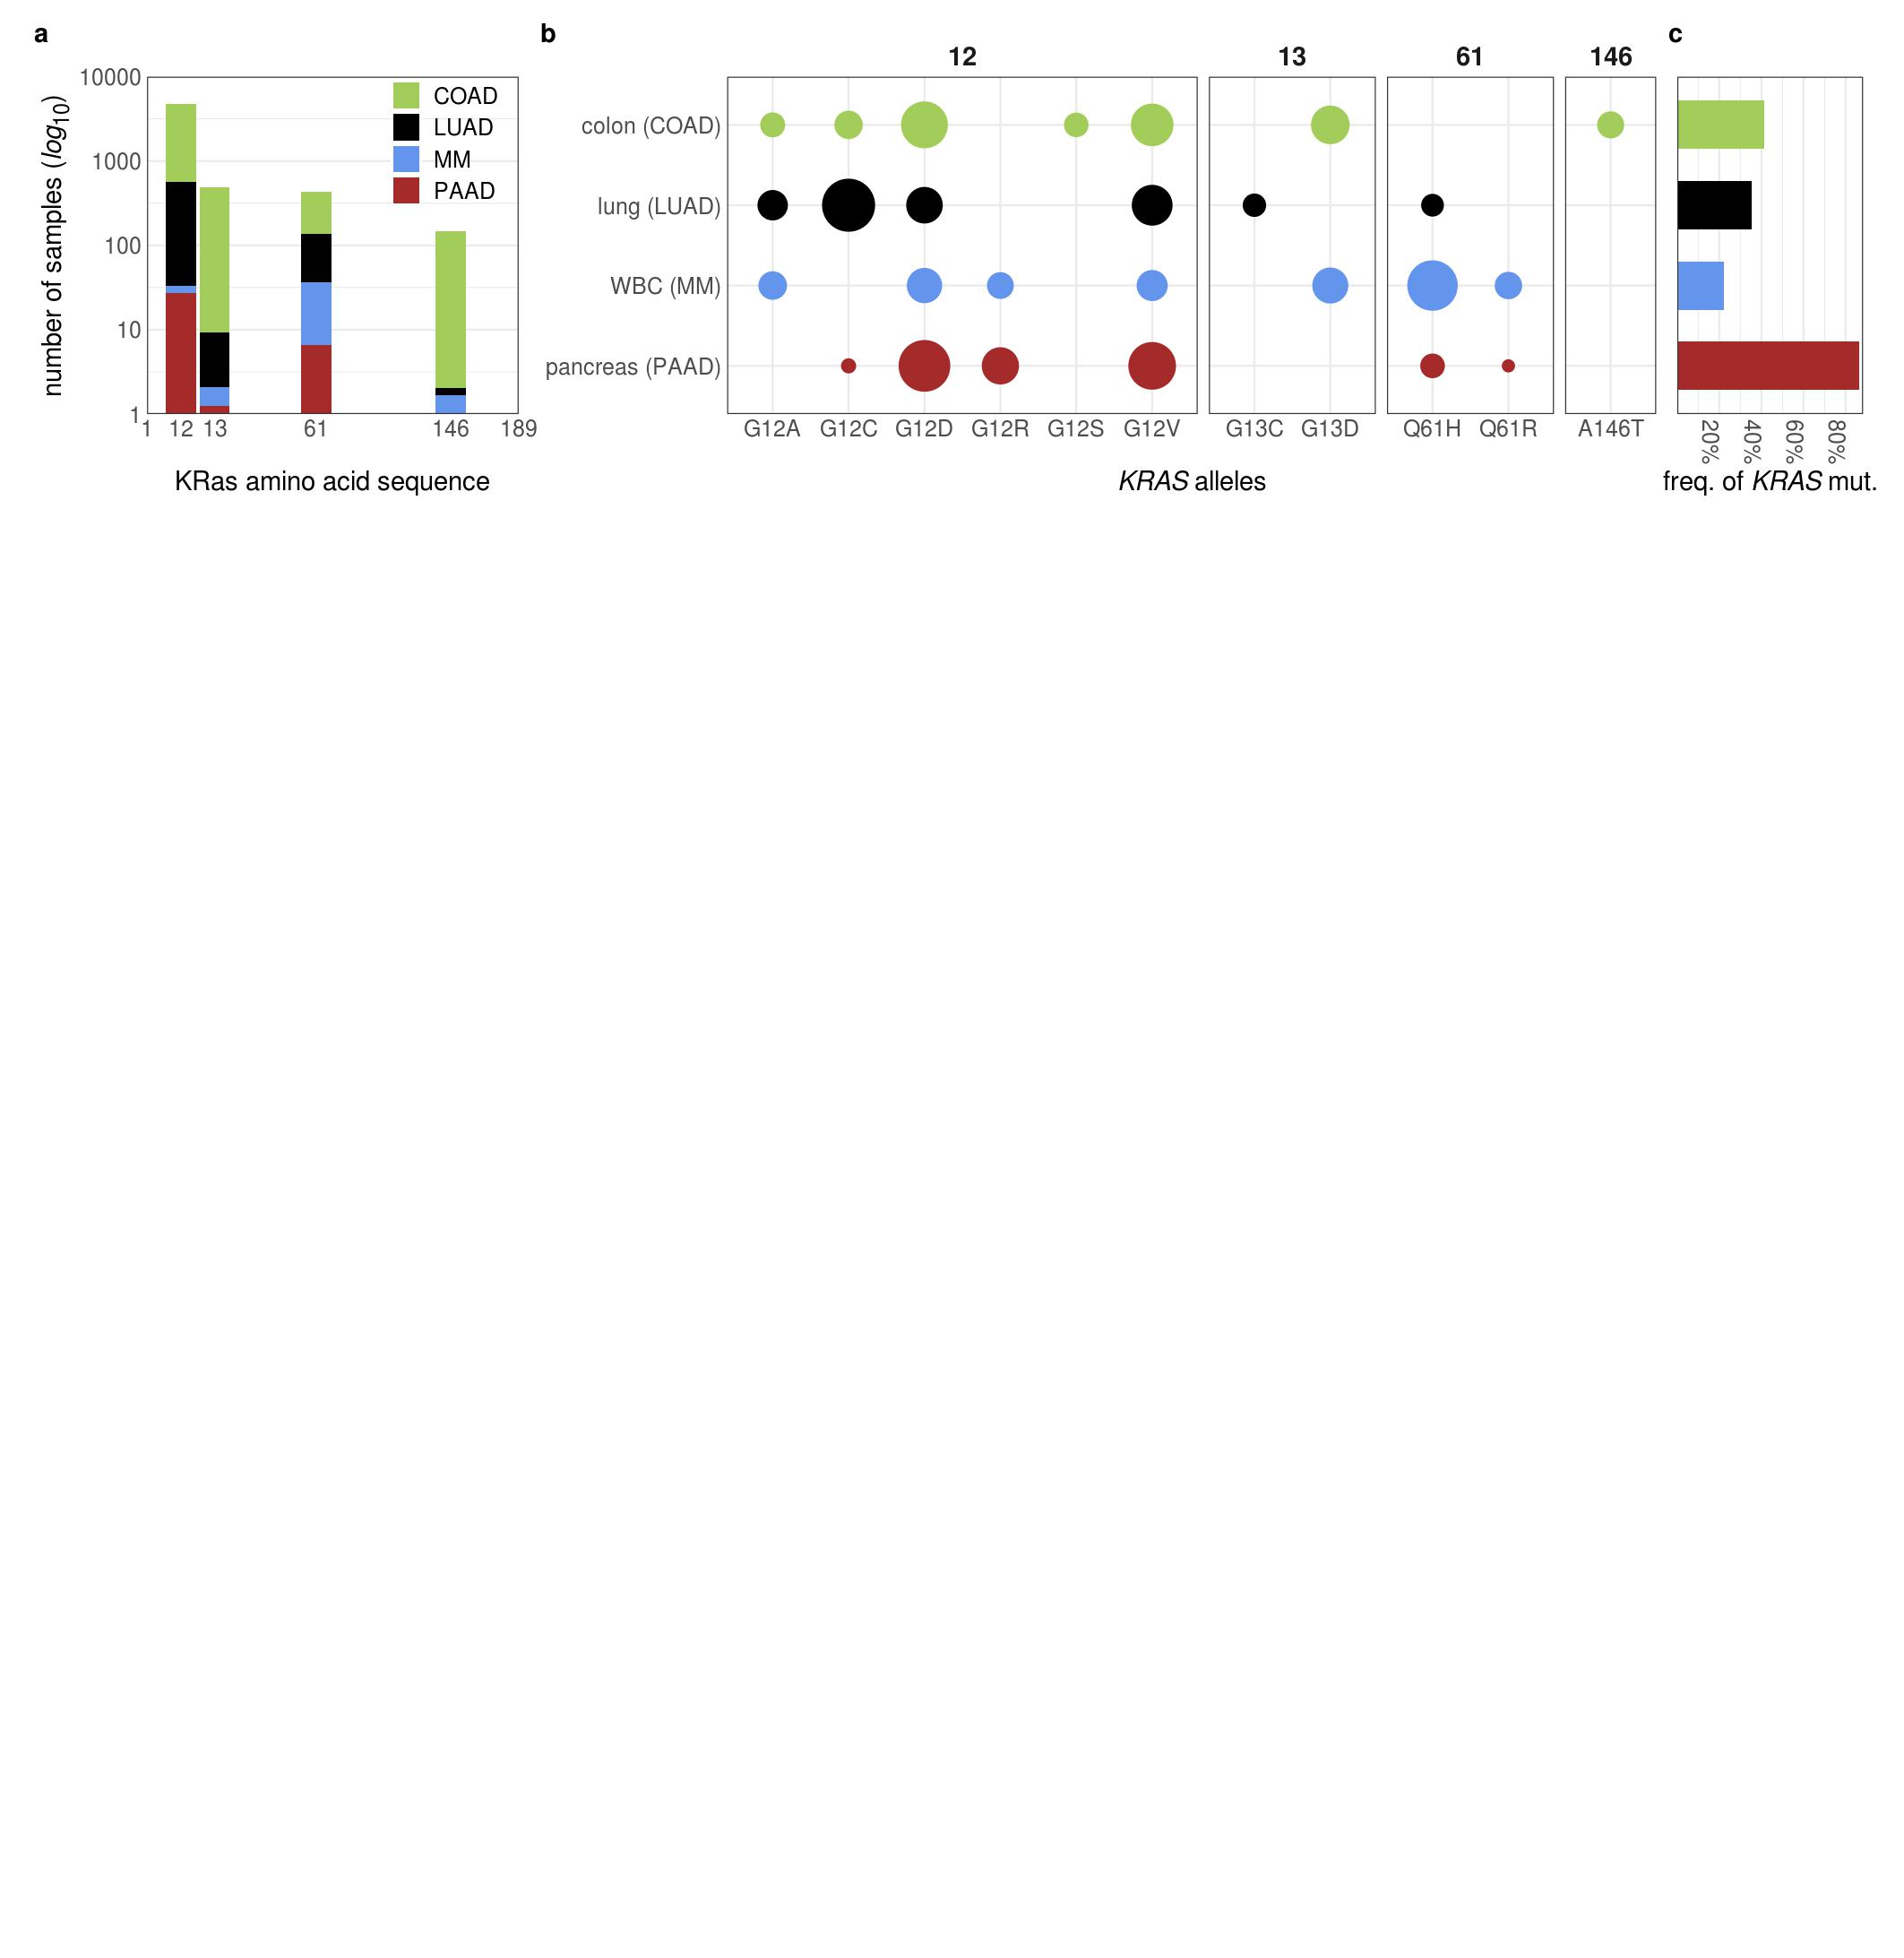 a
number of samples (log10)
10000
1000
100
10
1
COAD
LUAD
MM
PAAD
1 12 13 61 146 189
KRas amino acid sequence
b
12 13 61 146
colon (COAD)
lung (LUAD)
WBC (MM)
pancreas (PAAD)
G12A G12C G12D G12R G12S G12V G13C G13D Q61H Q61R A146T
KRAS alleles
c
20% 40% 60% 80%
freq. of KRAS mut.